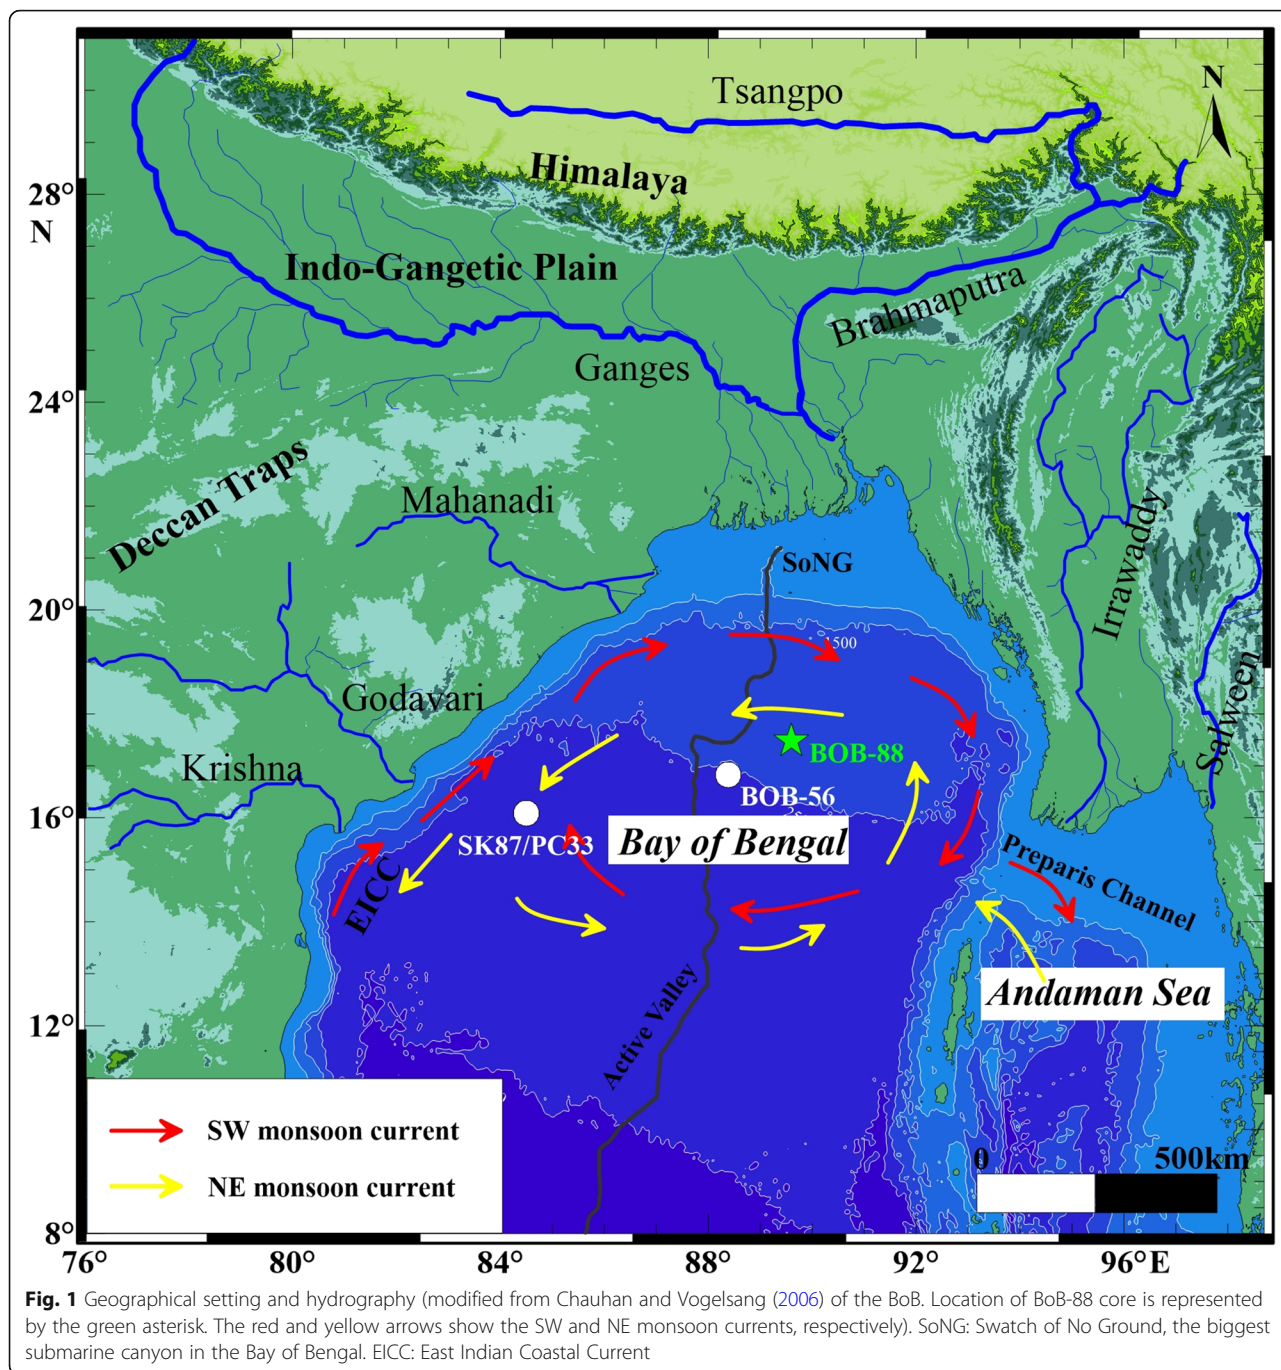 Tsangpo
N
Himalaya
28°
N
Indo-Gangetic Plain
Brahmaputra
Ganges
24°
Deccan Traps
Mahanadi
Irrawaddy
SoNG
20°
1500
Godavari
Salween
BOB-88
Krishna
BOB-56
16°
SK87/PC33
Bay of Bengal
EICC
Preparis Channel
Andaman Sea
12°
Active Valley
SW monsoon current
NE monsoon current
0 500km
8°
76° 80° 84° 88° 92° 96°E
Fig. 1 Geographical setting and hydrography (modified from Chauhan and Vogelsang (2006) of the BoB. Location of BoB-88 core is represented
by the green asterisk. The red and yellow arrows show the SW and NE monsoon currents, respectively). SoNG: Swatch of No Ground, the biggest
submarine canyon in the Bay of Bengal. EICC: East Indian Coastal Current